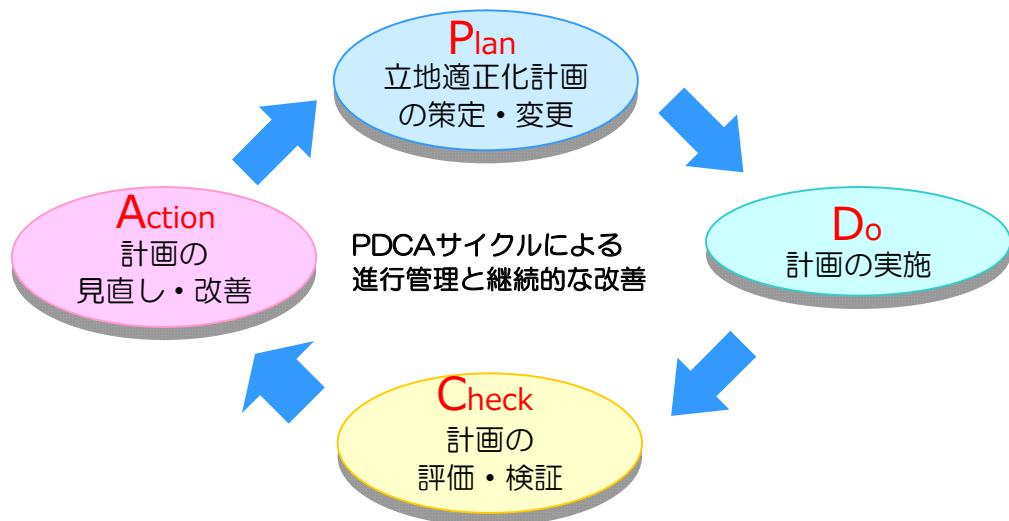 Plan
立地適正化計画
の策定・変更
Do
計画の実施
Check
計画の
評価・検証
Action
計画の
見直し・改善
PDCAサイクルによる
進行管理と継続的な改善